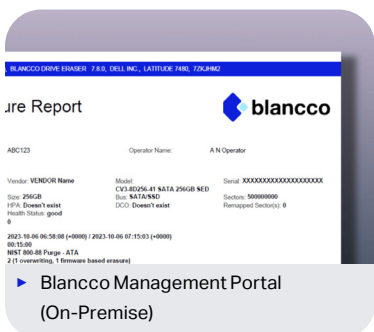 BLANCCO DRIVE ERASER 7.8.0, DELL INC., LATITUDE 7480,
ure Report
blancco
ABC123 Operator Name: A N Operator
Vendor: VENDOR Name Model: Serial: XXXXXXXXXXXXXXXXXXXX
CV3-8D256-41 SATA 256GB SED
Size: 256GB Bus: SATA/SSD Sectors: 500000000
HPA: Doesn't exist DCO: Doesn't exist Remapped Sector(s): 0
Health Status: good
0
2023-10-06 06:58:08 (+0000) / 2023-10-06 07:15:03 (+0000)
00:15:00
NIST 800-88 Purge - ATA
2 (1 overwriting, 1 firmware based erasure)
Blancco Management Portal
(On-Premise)